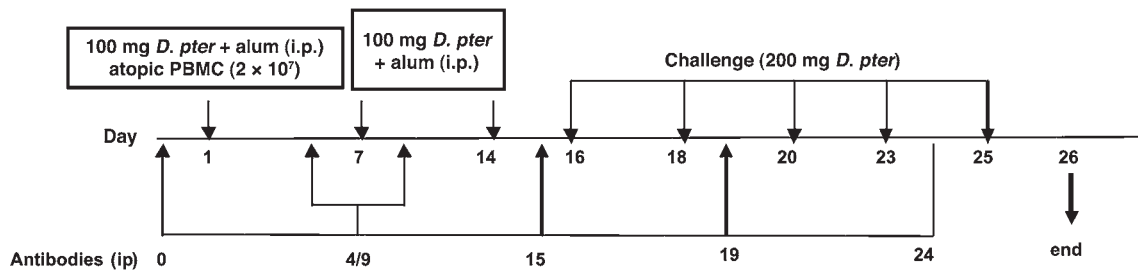 100 mg D. pter + alum (i.p.)
atopic PBMC (2 × 10⁷)
100 mg D. pter
+ alum (i.p.)
Challenge (200 mg D. pter)
Day
1 7 14 16 18 20 23 25 26
Antibodies (ip) 0 4/9 15 19 24 end